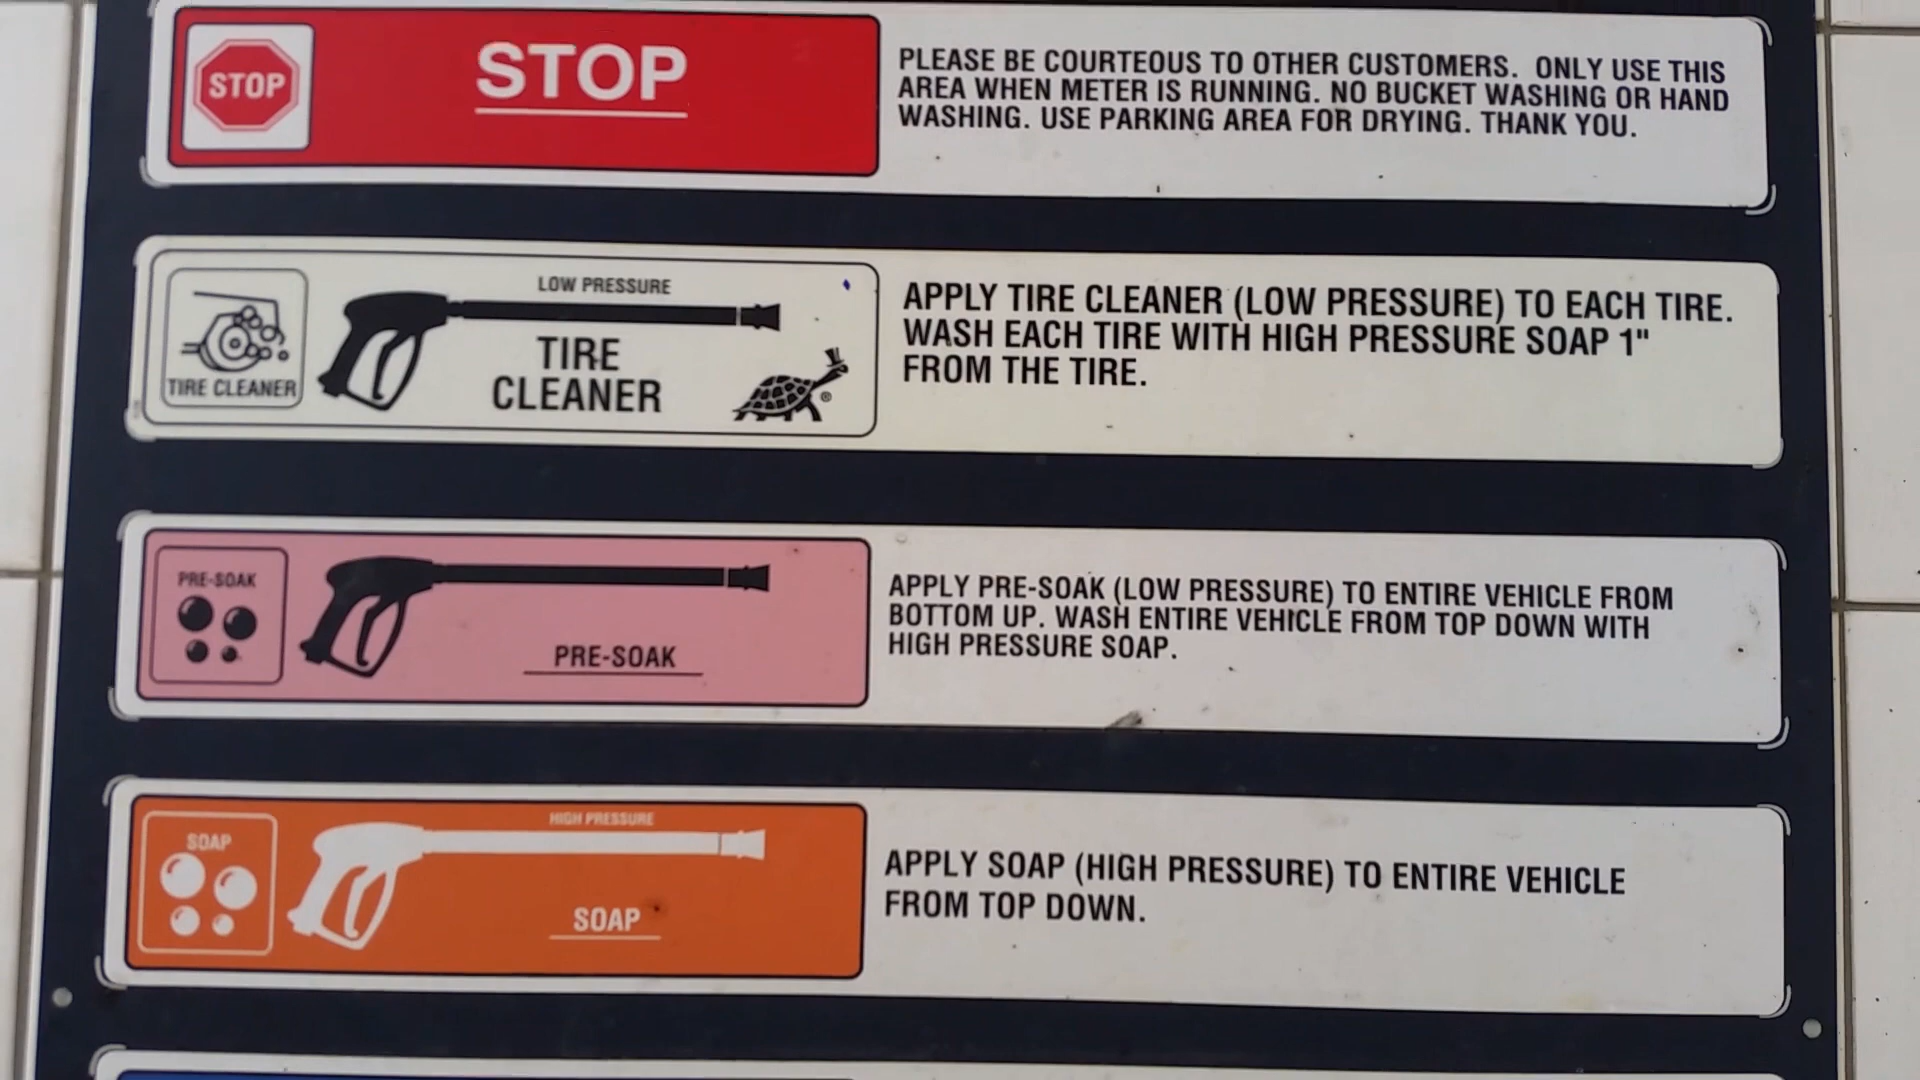 STOP
STOP
PLEASE BE COURTEOUS TO OTHER CUSTOMERS. ONLY USE THIS
AREA WHEN METER IS RUNNING. NO BUCKET WASHING OR HAND
WASHING. USE PARKING AREA FOR DRYING. THANK YOU.
TIRE CLEANER
LOW PRESSURE
TIRE
CLEANER
®
APPLY TIRE CLEANER (LOW PRESSURE) TO EACH TIRE.
WASH EACH TIRE WITH HIGH PRESSURE SOAP 1"
FROM THE TIRE.
PRE-SOAK
PRE-SOAK
APPLY PRE-SOAK (LOW PRESSURE) TO ENTIRE VEHICLE FROM
BOTTOM UP. WASH ENTIRE VEHICLE FROM TOP DOWN WITH
HIGH PRESSURE SOAP.
SOAP
HIGH PRESSURE
SOAP
APPLY SOAP (HIGH PRESSURE) TO ENTIRE VEHICLE
FROM TOP DOWN.